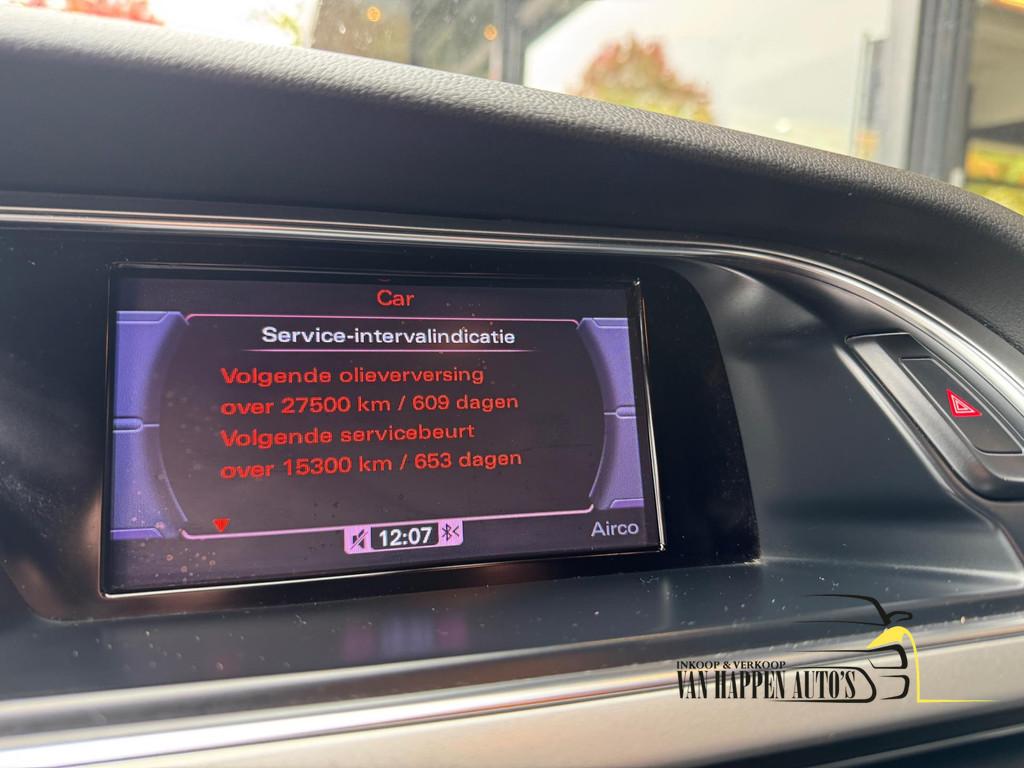 Car
Service-intervalindicatie
Volgende olieverversing
over 27500 km / 609 dagen
Volgende servicebeurt
over 15300 km / 653 dagen
12:07
Airco
INKOOP & VERKOOP
VAN HAPPEN AUTO'S